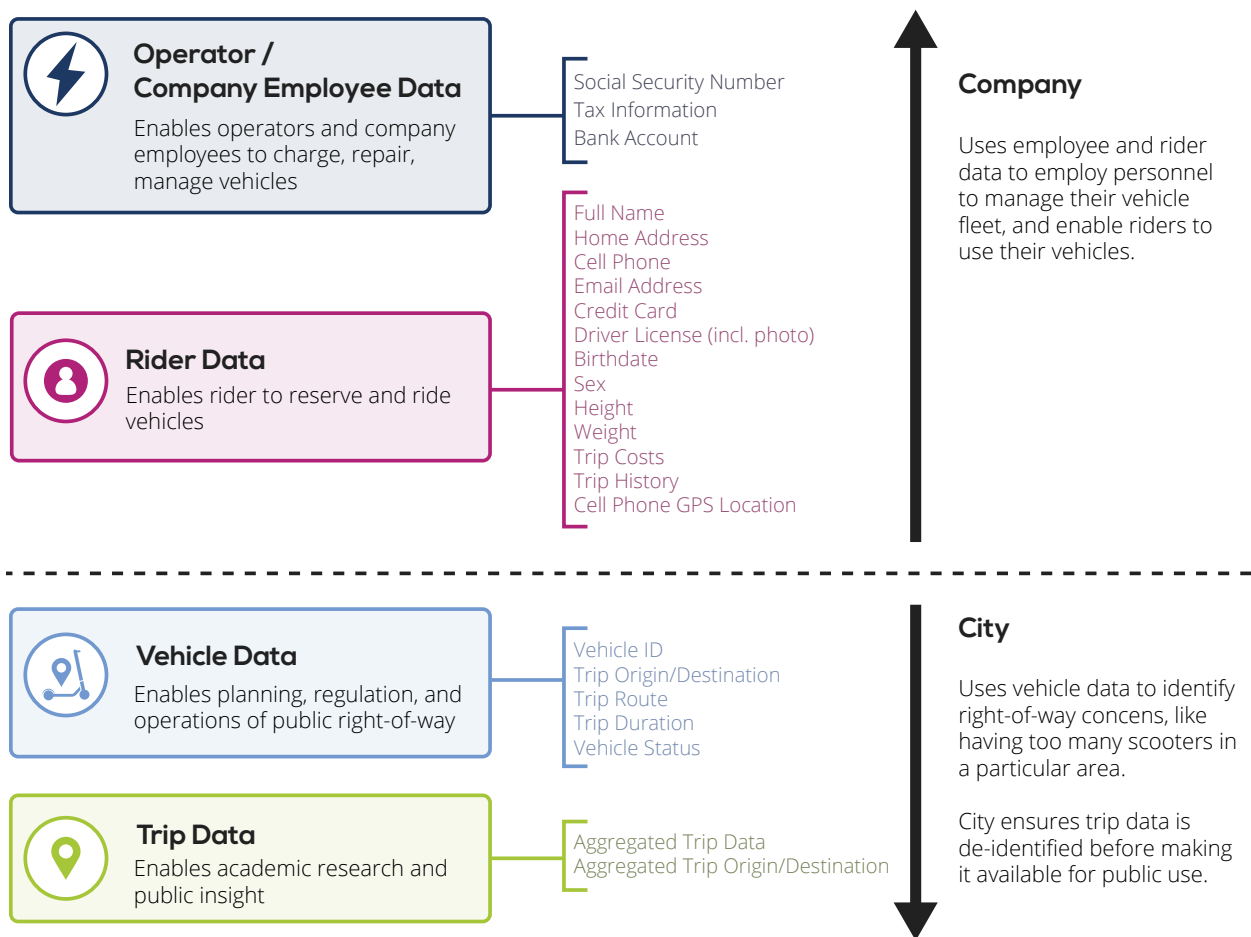 Operator /
Company Employee Data
Enables operators and company
employees to charge, repair,
manage vehicles
Social Security Number
Tax Information
Bank Account
Company
Uses employee and rider
data to employ personnel
to manage their vehicle
fleet, and enable riders to
use their vehicles.
Rider Data
Enables rider to reserve and ride
vehicles
Full Name
Home Address
Cell Phone
Email Address
Credit Card
Driver License (incl. photo)
Birthdate
Sex
Height
Weight
Trip Costs
Trip History
Cell Phone GPS Location
Vehicle Data
Enables planning, regulation, and
operations of public right-of-way
Vehicle ID
Trip Origin/Destination
Trip Route
Trip Duration
Vehicle Status
City
Uses vehicle data to identify
right-of-way concens, like
having too many scooters in
a particular area.
City ensures trip data is
de-identified before making
it available for public use.
Trip Data
Enables academic research and
public insight
Aggregated Trip Data
Aggregated Trip Origin/Destination